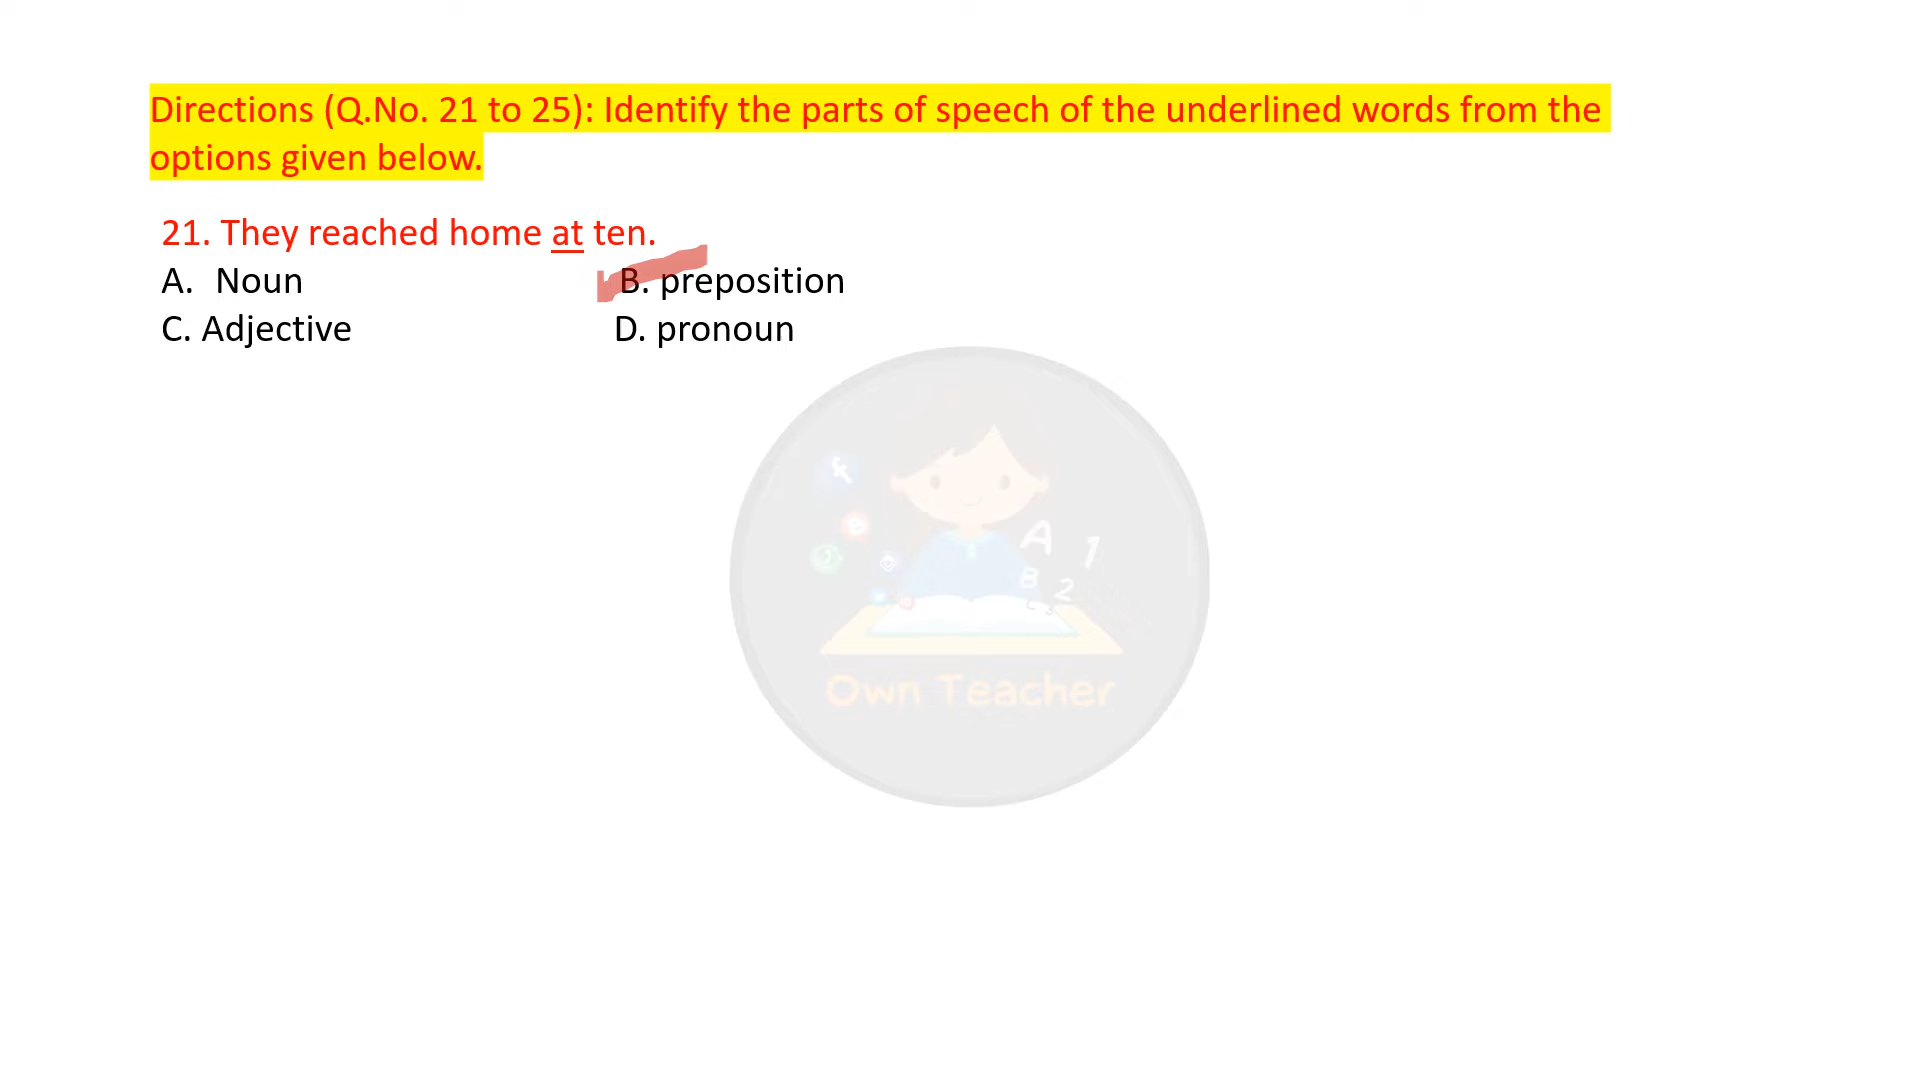 Directions (Q.No. 21 to 25): Identify the parts of speech of the underlined words from the
options given below.
21. They reached home at ten.
A. Noun B. preposition
C. Adjective D. pronoun
A 1
B 2
Own Teacher